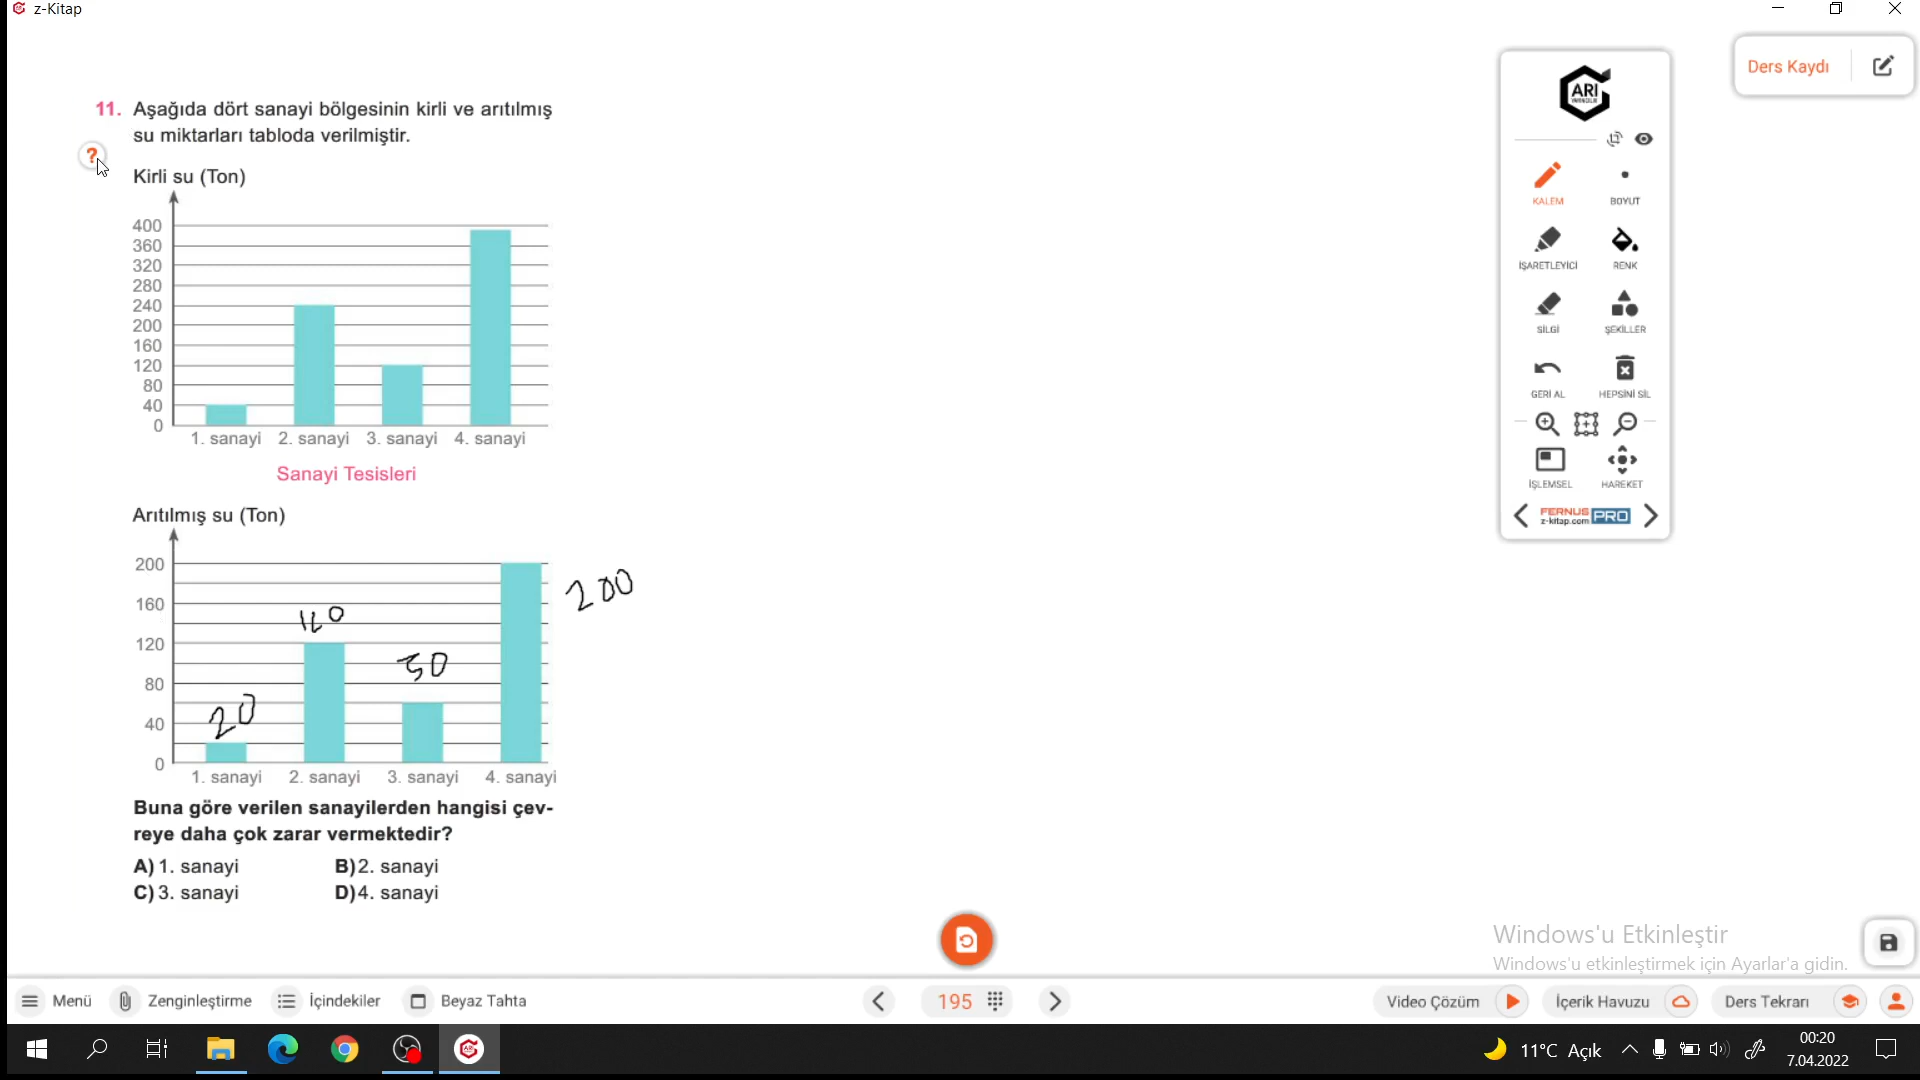 z-Kitap
Ders Kaydı
11. Aşağıda dört sanayi bölgesinin kirli ve arıtılmış
su miktarları tabloda verilmiştir.
?
Kirli su (Ton)
400
360
320
280
240
200
160
120
80
40
0
1. sanayi 2. sanayi 3. sanayi 4. sanayi
Sanayi Tesisleri
Arıtılmış su (Ton)
200
160
120
80
40
0
200
20
1. sanayi 2. sanayi 3. sanayi 4. sanayi
Buna göre verilen sanayilerden hangisi çev-
reye daha çok zarar vermektedir?
A) 1. sanayi B) 2. sanayi
C) 3. sanayi D) 4. sanayi
ARI
YAYINCILIK
KALEM BOYUT
İŞARETLEYİCİ RENK
SİLGİ ŞEKİLLER
GERİ AL HEPSİNİ SİL
İŞLEMSEL HAREKET
FERNUS
z-kitap.com PRO
Windows'u Etkinleştir
Windows'u etkinleştirmek için Ayarlar'a gidin.
Menü Zenginleştirme İçindekiler Beyaz Tahta 195 Video Çözüm İçerik Havuzu Ders Tekrarı
11°C Açık 00:20
7.04.2022